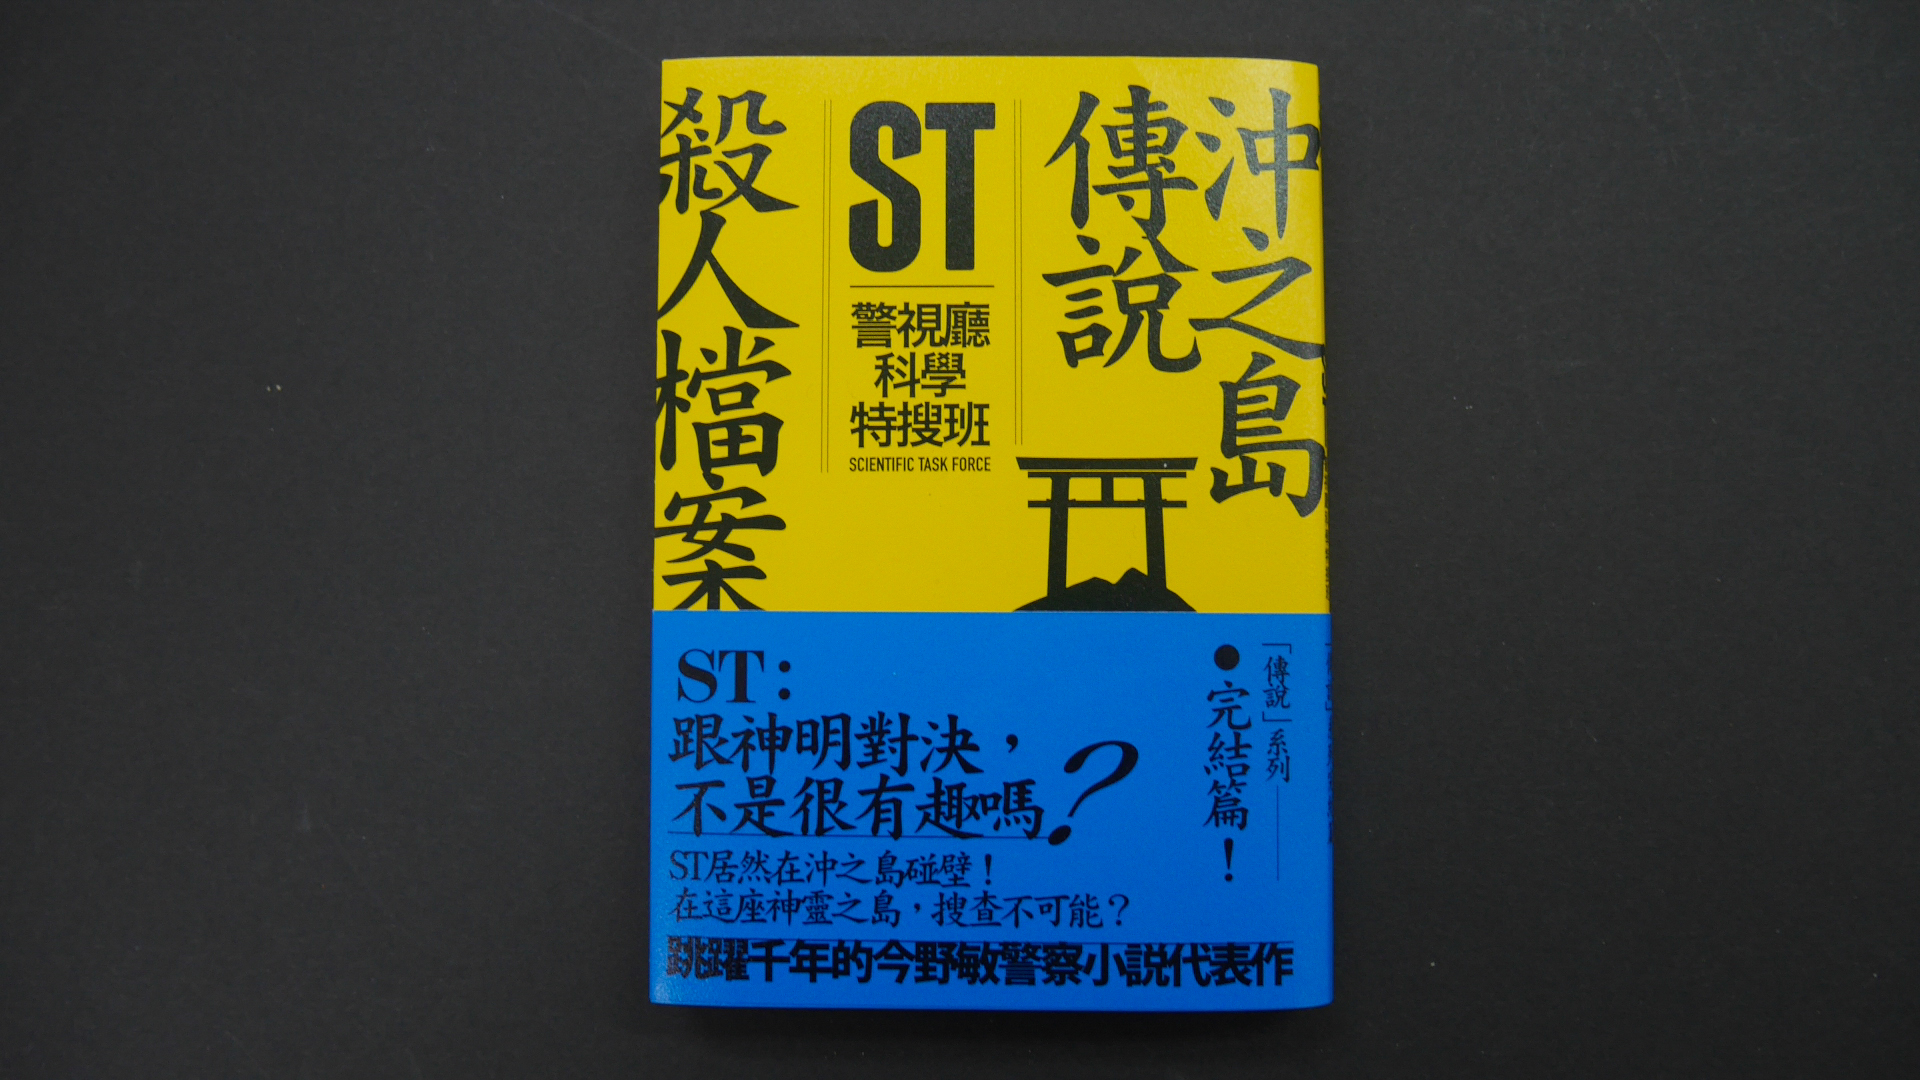 沖之島
傳說
ST
警視廳
科學
特搜班
SCIENTIFIC TASK FORCE
殺人檔案
「傳說」系列
●完結篇！
ST：
跟神明對決，
不是很有趣嗎？
ST居然在沖之島碰壁！
在這座神靈之島，搜查不可能？
跳躍千年的今野敏警察小說代表作